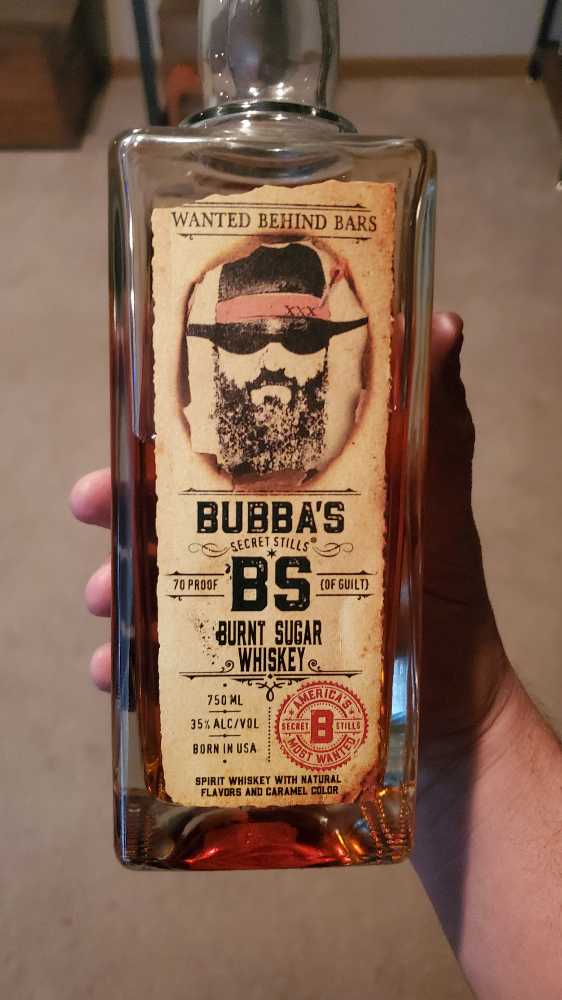 WANTED BEHIND BARS
XXX
BUBBA'S
SECRET STILLS®
70 PROOF BS (OF GUILT)
BURNT SUGAR
WHISKEY
750 ML
35% ALC/VOL
BORN IN USA
AMERICA'S
SECRET B STILLS
MOST WANTED
SPIRIT WHISKEY WITH NATURAL
FLAVORS AND CARAMEL COLOR